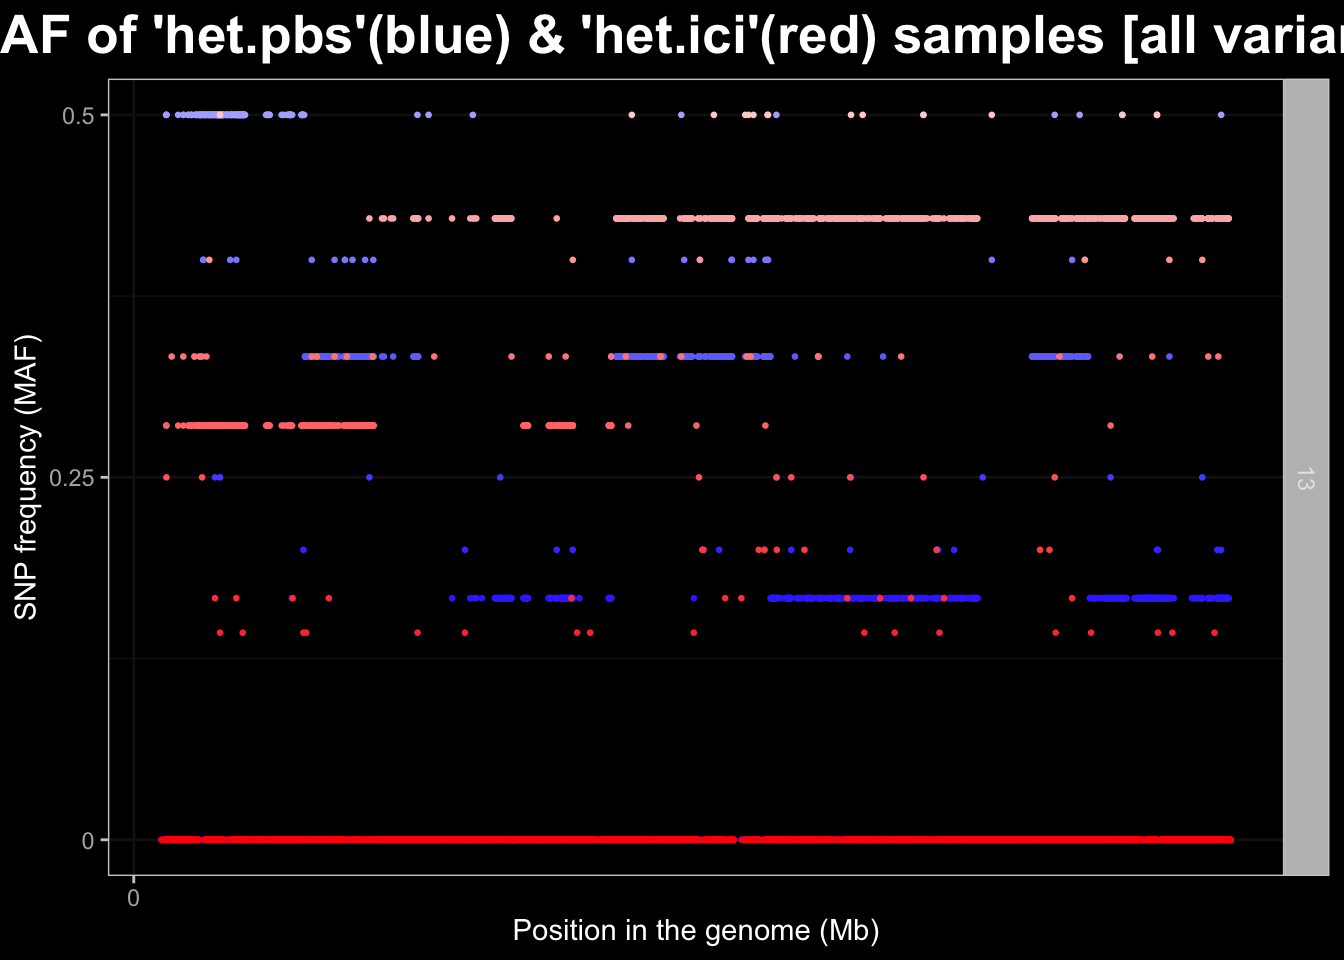 AF of 'het.pbs'(blue) & 'het.ici'(red) samples [all varia
0.5
0.25
0
SNP frequency (MAF)
13
0
Position in the genome (Mb)